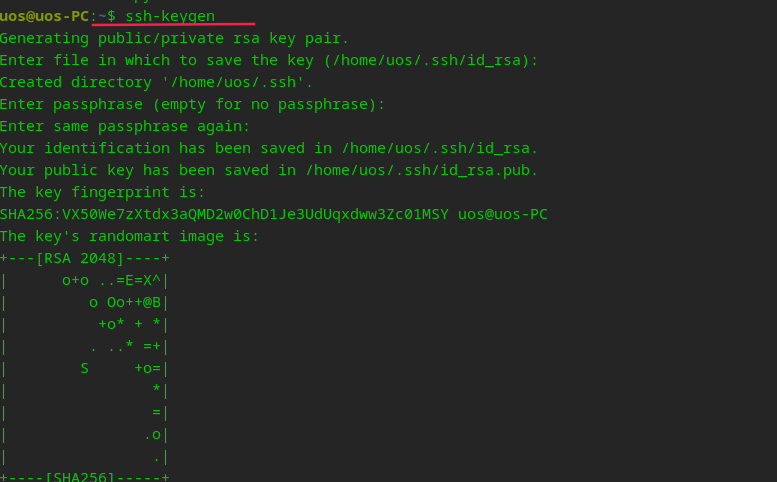 uos@uos-PC:~$ ssh-keygen
Generating public/private rsa key pair.
Enter file in which to save the key (/home/uos/.ssh/id_rsa):
Created directory '/home/uos/.ssh'.
Enter passphrase (empty for no passphrase):
Enter same passphrase again:
Your identification has been saved in /home/uos/.ssh/id_rsa.
Your public key has been saved in /home/uos/.ssh/id_rsa.pub.
The key fingerprint is:
SHA256:VX50We7zXtdx3aQMD2w0ChD1Je3UdUqxdww3Zc01MSY uos@uos-PC
The key's randomart image is:
+---[RSA 2048]----+
|      o+o ..=E=X^|
|         o Oo++@B|
|          +o* + *|
|         . ..* =+|
|        S     +o=|
|                *|
|                =|
|               .o|
|                .|
+----[SHA256]-----+